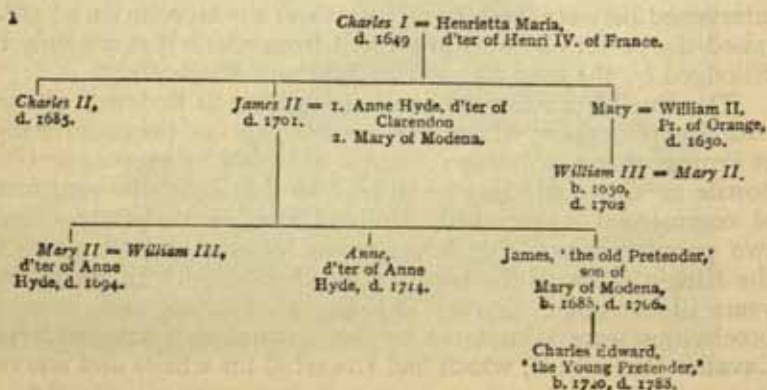 1
Charles I = Henrietta Maria,
d. 1649 d'ter of Henri IV. of France.
Charles II,
d. 1685.
James II = 1. Anne Hyde, d'ter of
d. 1701. Clarendon
2. Mary of Modena.
Mary = William II,
Pr. of Orange,
d. 1650.
William III = Mary II.
b. 1650,
d. 1702
Mary II = William III,
d'ter of Anne
Hyde, d. 1694.
Anne,
d'ter of Anne
Hyde, d. 1714.
James, 'the old Pretender,'
son of
Mary of Modena,
b. 1688, d. 1766.
Charles Edward,
'the Young Pretender,'
b. 1720, d. 1788.